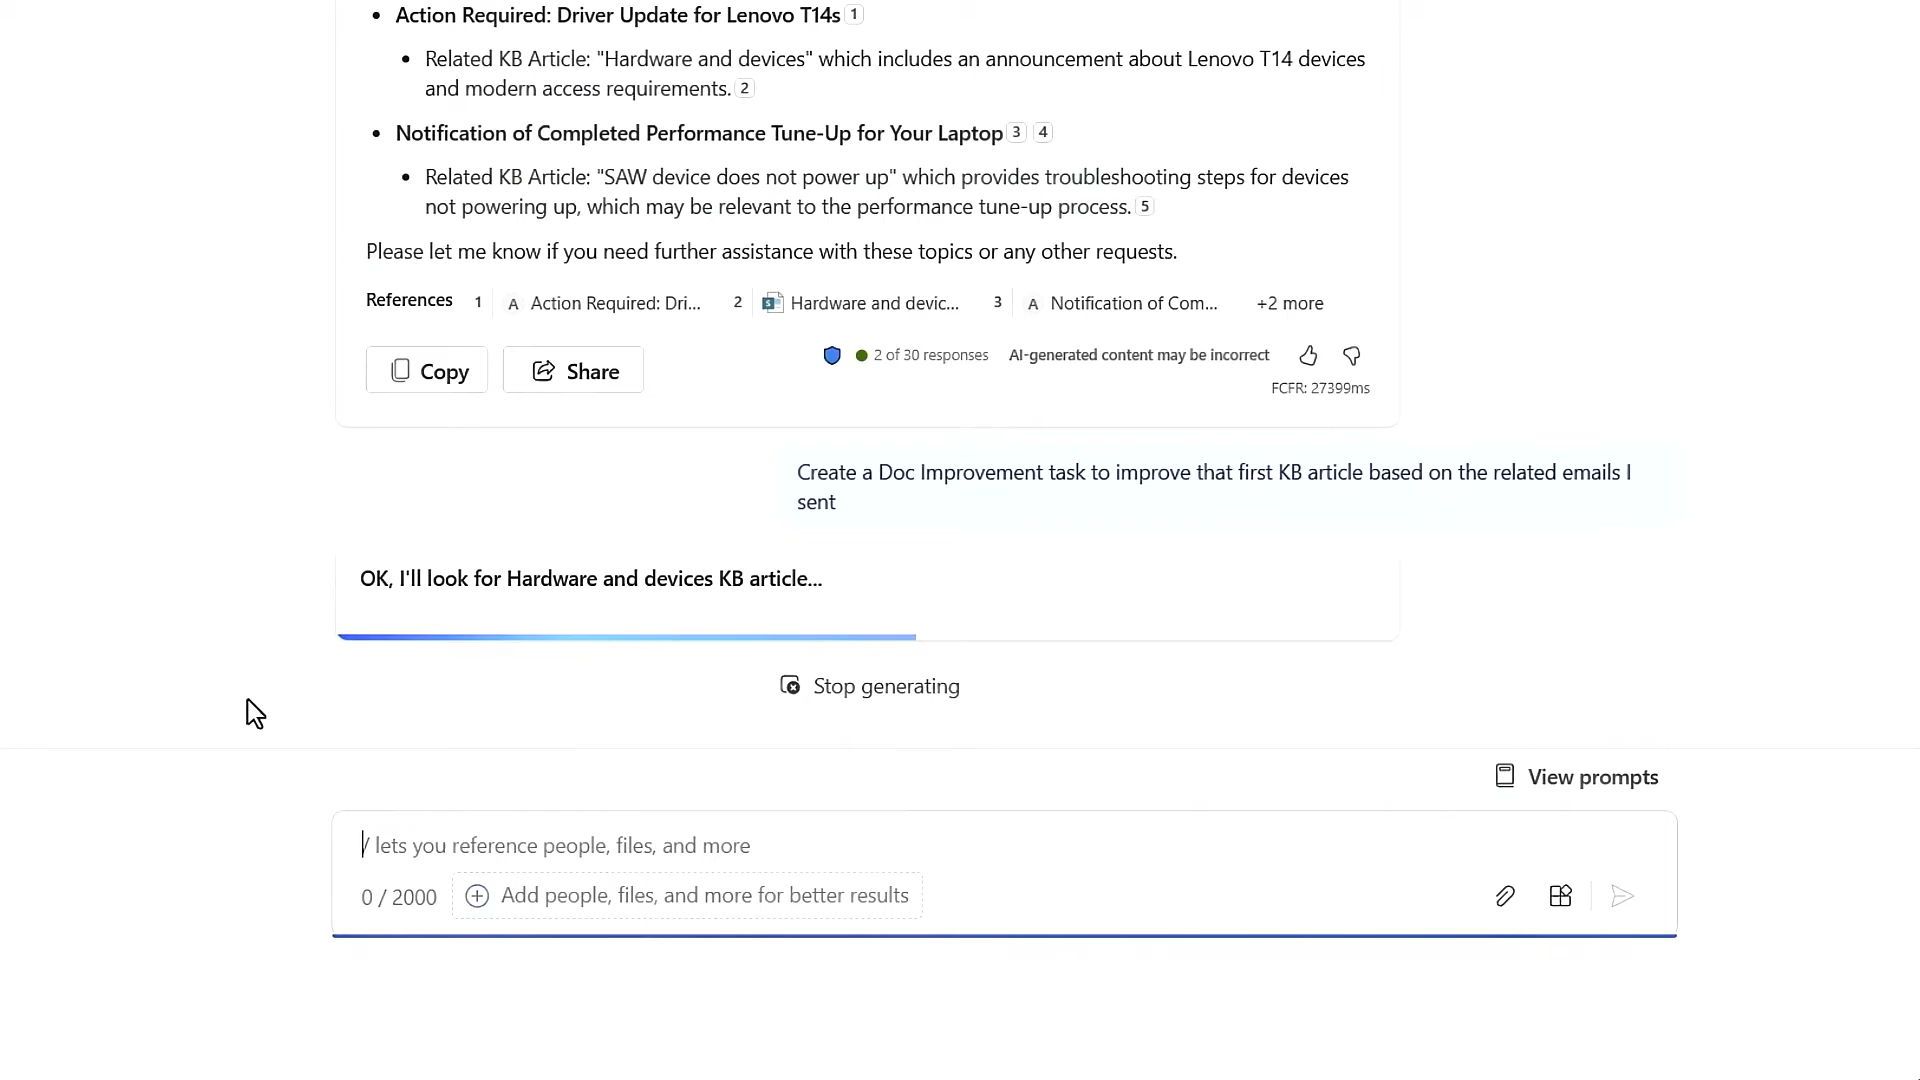 Action Required: Driver Update for Lenovo T14s 1
Related KB Article: "Hardware and devices" which includes an announcement about Lenovo T14 devices
and modern access requirements. 2
Notification of Completed Performance Tune-Up for Your Laptop 3 4
Related KB Article: "SAW device does not power up" which provides troubleshooting steps for devices
not powering up, which may be relevant to the performance tune-up process. 5
Please let me know if you need further assistance with these topics or any other requests.
References 1 A Action Required: Dri... 2 Hardware and devic... 3 A Notification of Com... +2 more
Copy Share 2 of 30 responses AI-generated content may be incorrect
FCFR: 27399ms
Create a Doc Improvement task to improve that first KB article based on the related emails I
sent
OK, I'll look for Hardware and devices KB article...
Stop generating
View prompts
/ lets you reference people, files, and more
0 / 2000 Add people, files, and more for better results